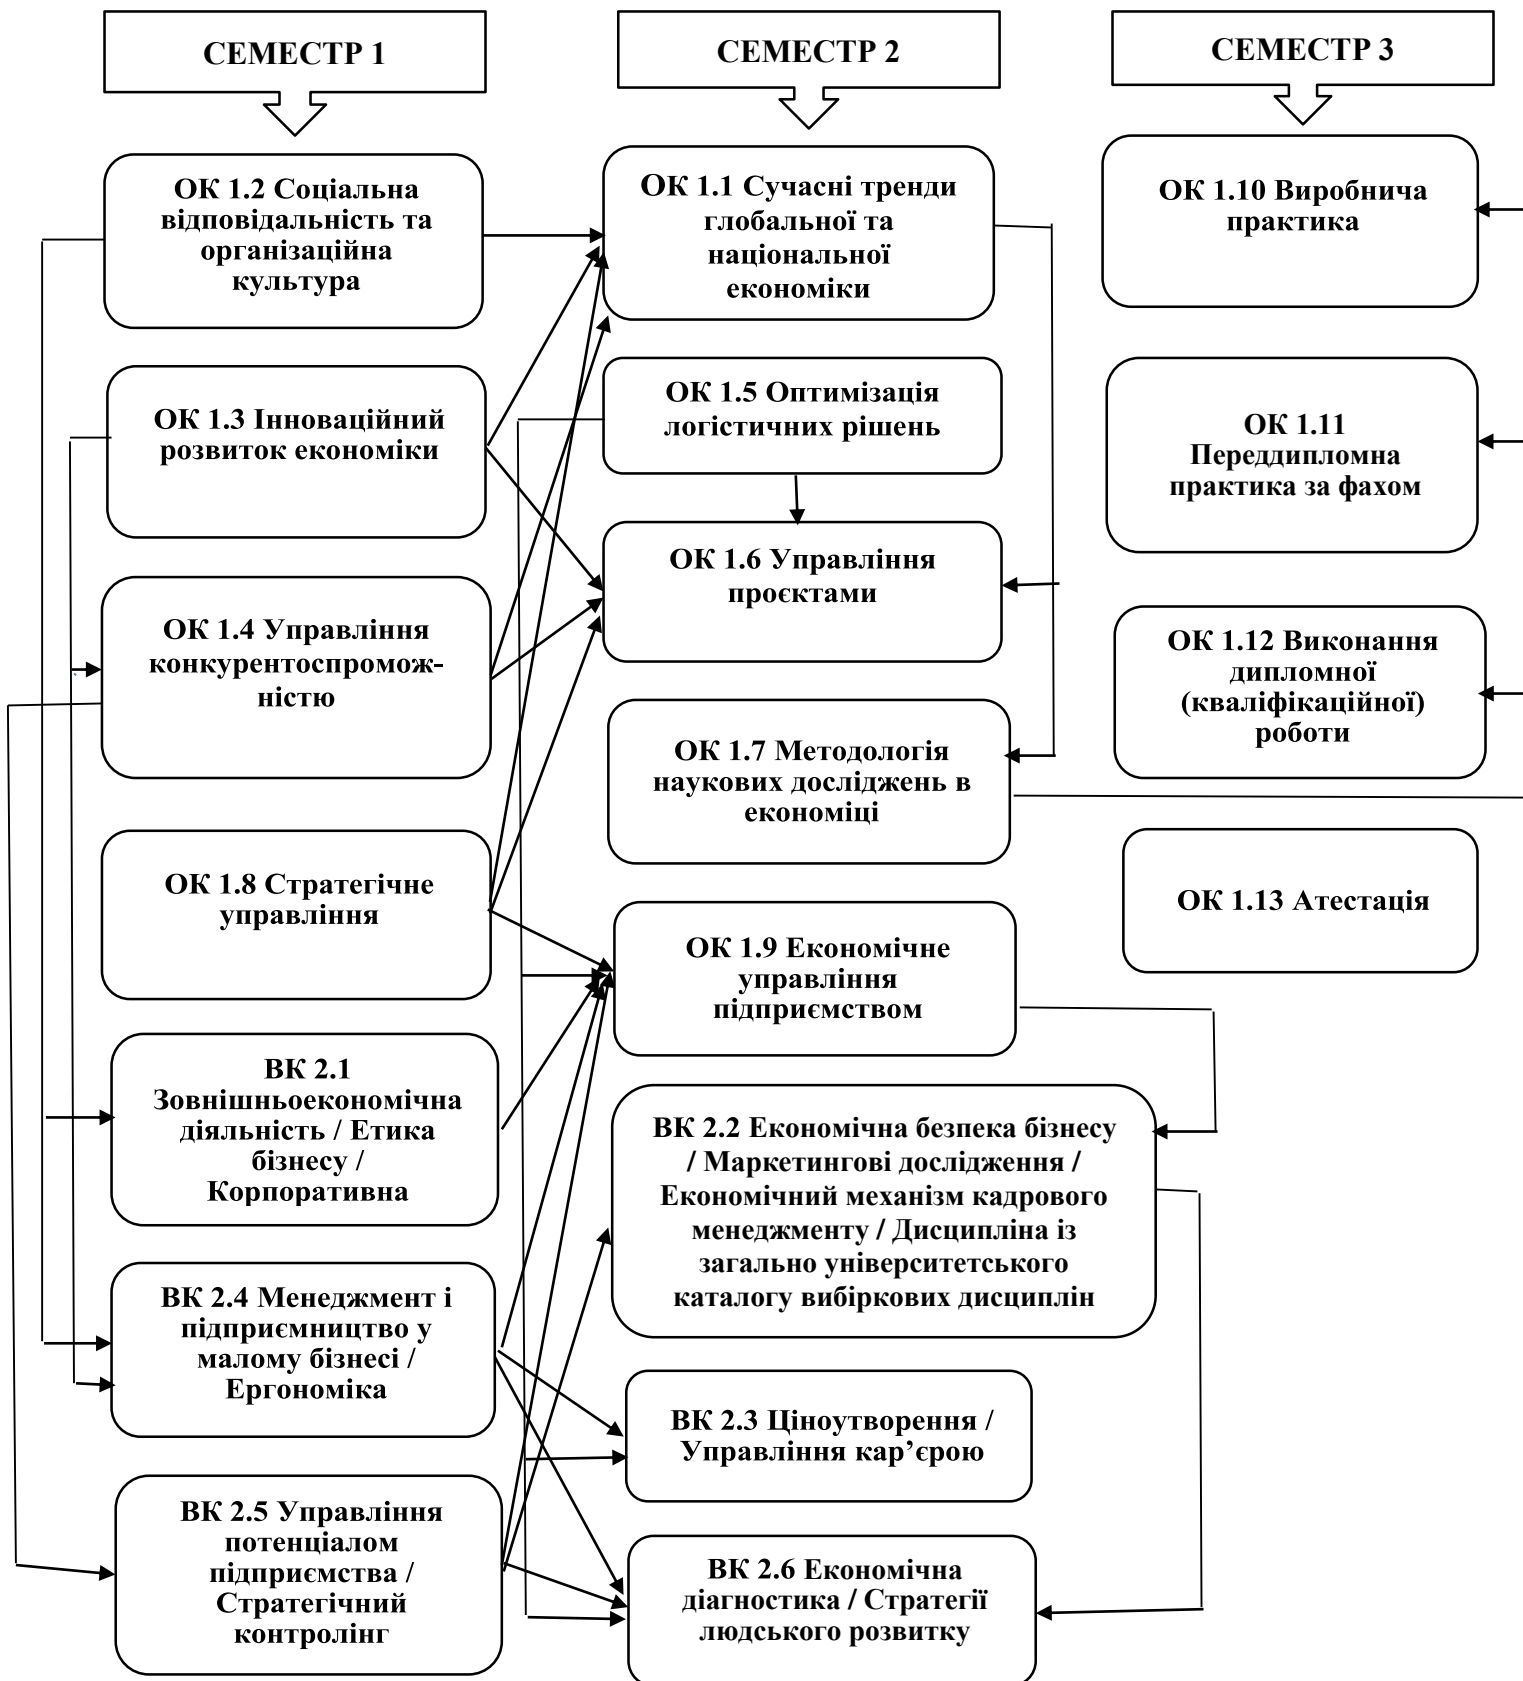 СЕМЕСТР 1
СЕМЕСТР 2
СЕМЕСТР 3
ОК 1.2 Соціальна
відповідальність та
організаційна
культура
ОК 1.3 Інноваційний
розвиток економіки
ОК 1.4 Управління
конкурентоспромож-
ністю
ОК 1.8 Стратегічне
управління
ВК 2.1
Зовнішньоекономічна
діяльність / Етика
бізнесу /
Корпоративна
ВК 2.4 Менеджмент і
підприємництво у
малому бізнесі /
Ергономіка
ВК 2.5 Управління
потенціалом
підприємства /
Стратегічний
контролінг
ОК 1.1 Сучасні тренди
глобальної та
національної
економіки
ОК 1.5 Оптимізація
логістичних рішень
ОК 1.6 Управління
проєктами
ОК 1.7 Методологія
наукових досліджень в
економіці
ОК 1.9 Економічне
управління
підприємством
ВК 2.2 Економічна безпека бізнесу
/ Маркетингові дослідження /
Економічний механізм кадрового
менеджменту / Дисципліна із
загально університетського
каталогу вибіркових дисциплін
ВК 2.3 Ціноутворення /
Управління кар’єрою
ВК 2.6 Економічна
діагностика / Стратегії
людського розвитку
ОК 1.10 Виробнича
практика
ОК 1.11
Переддипломна
практика за фахом
ОК 1.12 Виконання
дипломної
(кваліфікаційної)
роботи
ОК 1.13 Атестація